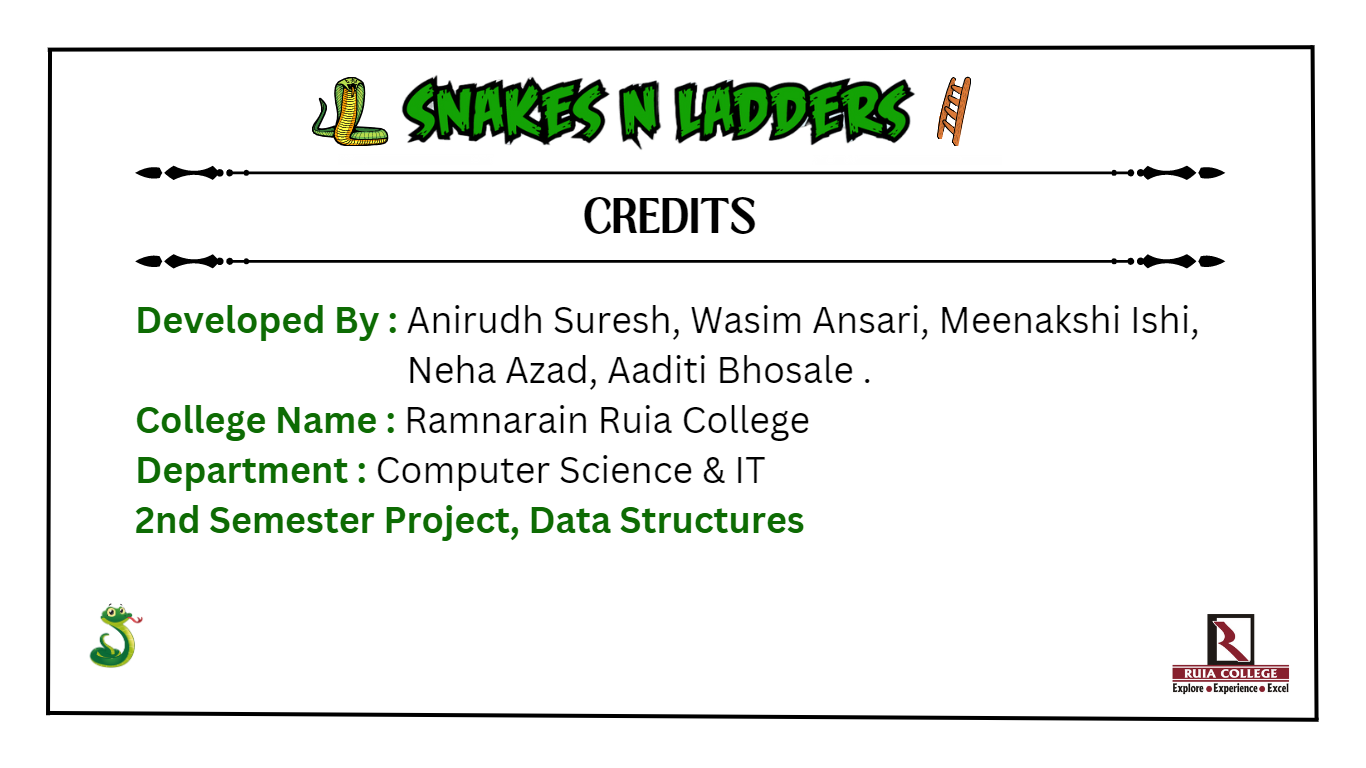 SNAKES N LADDERS
CREDITS
Developed By : Anirudh Suresh, Wasim Ansari, Meenakshi Ishi,
Neha Azad, Aaditi Bhosale .
College Name : Ramnarain Ruia College
Department : Computer Science & IT
2nd Semester Project, Data Structures
RUIA COLLEGE
Explore ● Experience ● Excel